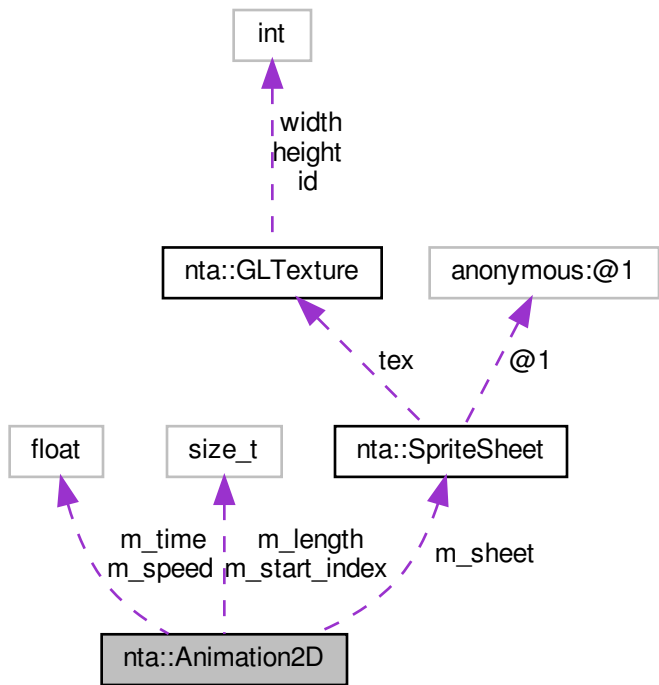 int
width
height
id
nta::GLTexture
anonymous:@1
tex
@1
float
size_t
nta::SpriteSheet
m_time
m_speed
m_length
m_start_index
m_sheet
nta::Animation2D